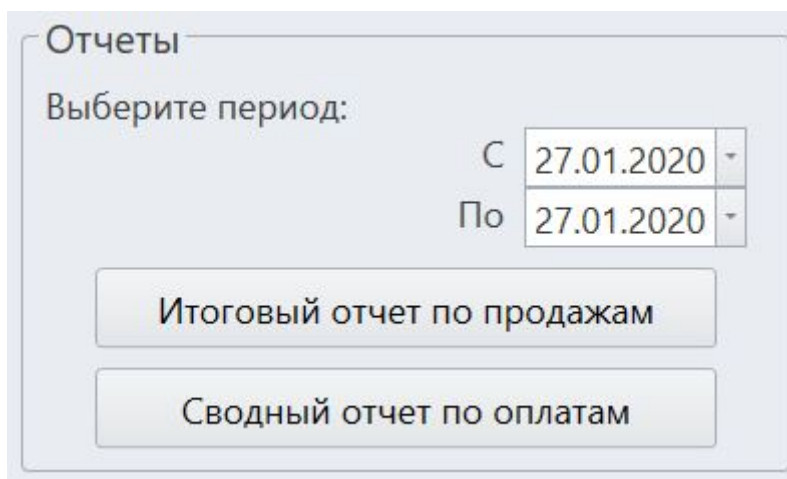 Отчеты
Выберите период:
С 27.01.2020
По 27.01.2020
Итоговый отчет по продажам
Сводный отчет по оплатам